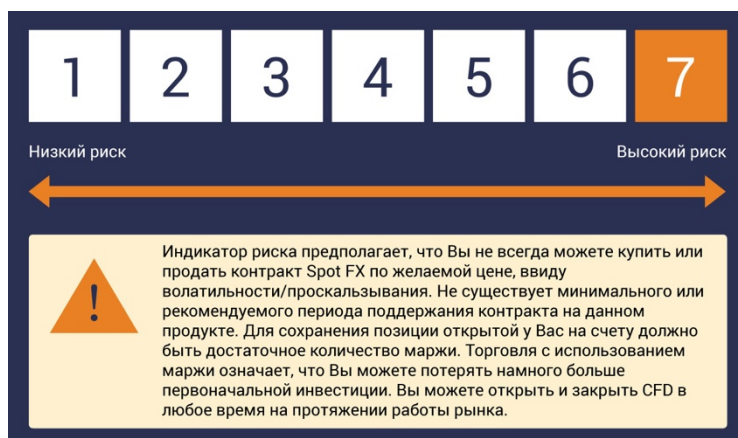 1 2 3 4 5 6 7
Низкий риск Высокий риск
Индикатор риска предполагает, что Вы не всегда можете купить или
продать контракт Spot FX по желаемой цене, ввиду
волатильности/проскальзывания. Не существует минимального или
рекомендуемого периода поддержания контракта на данном
продукте. Для сохранения позиции открытой у Вас на счету должно
быть достаточное количество маржи. Торговля с использованием
маржи означает, что Вы можете потерять намного больше
первоначальной инвестиции. Вы можете открыть и закрыть CFD в
любое время на протяжении работы рынка.